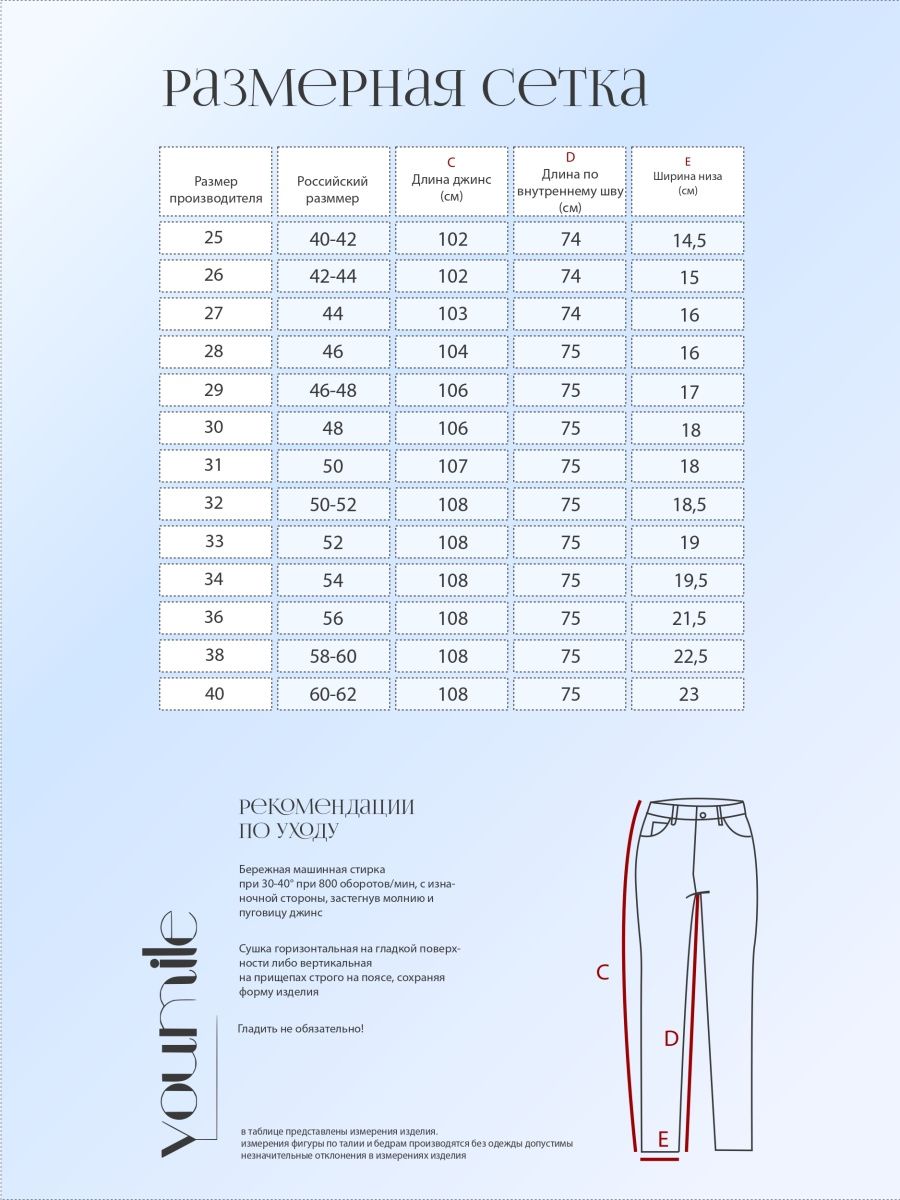 Размерная сетка
Размер
производителя
Российский
разммер
C
Длина джинс
(см)
D
Длина по
внутреннему шву
(см)
E
Ширина низа
(см)
25 40-42 102 74 14,5
26 42-44 102 74 15
27 44 103 74 16
28 46 104 75 16
29 46-48 106 75 17
30 48 106 75 18
31 50 107 75 18
32 50-52 108 75 18,5
33 52 108 75 19
34 54 108 75 19,5
36 56 108 75 21,5
38 58-60 108 75 22,5
40 60-62 108 75 23
Рекомендации
по уходу
Бережная машинная стирка
при 30-40° при 800 оборотов/мин, с изна-
ночной стороны, застегнув молнию и
пуговицу джинс
Сушка горизонтальная на гладкой поверх-
ности либо вертикальная
на прищепах строго на поясе, сохраняя
форму изделия
Гладить не обязательно!
youmile
в таблице представлены измерения изделия.
измерения фигуры по талии и бедрам производятся без одежды допустимы
незначительные отклонения в измерениях изделия
C
D
E